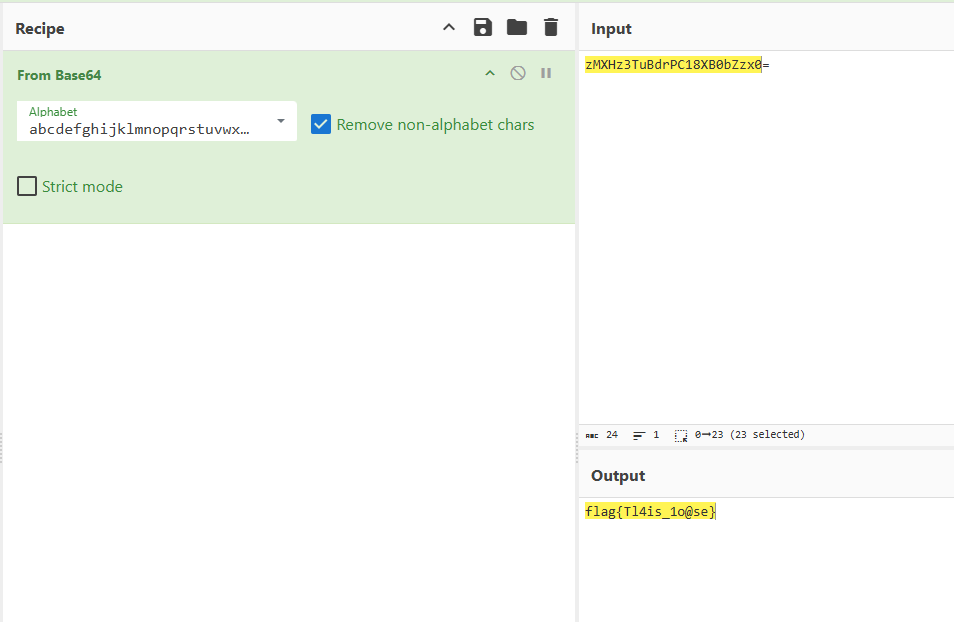 Recipe
From Base64
Alphabet
abcdefghijklmnopqrstuvwx…
Remove non-alphabet chars
Strict mode
Input
zMXHz3TuBdrPC18XB0bZzx0=
ABC 24 1 0→23 (23 selected)
Output
flag{Tl4is_1o@se}